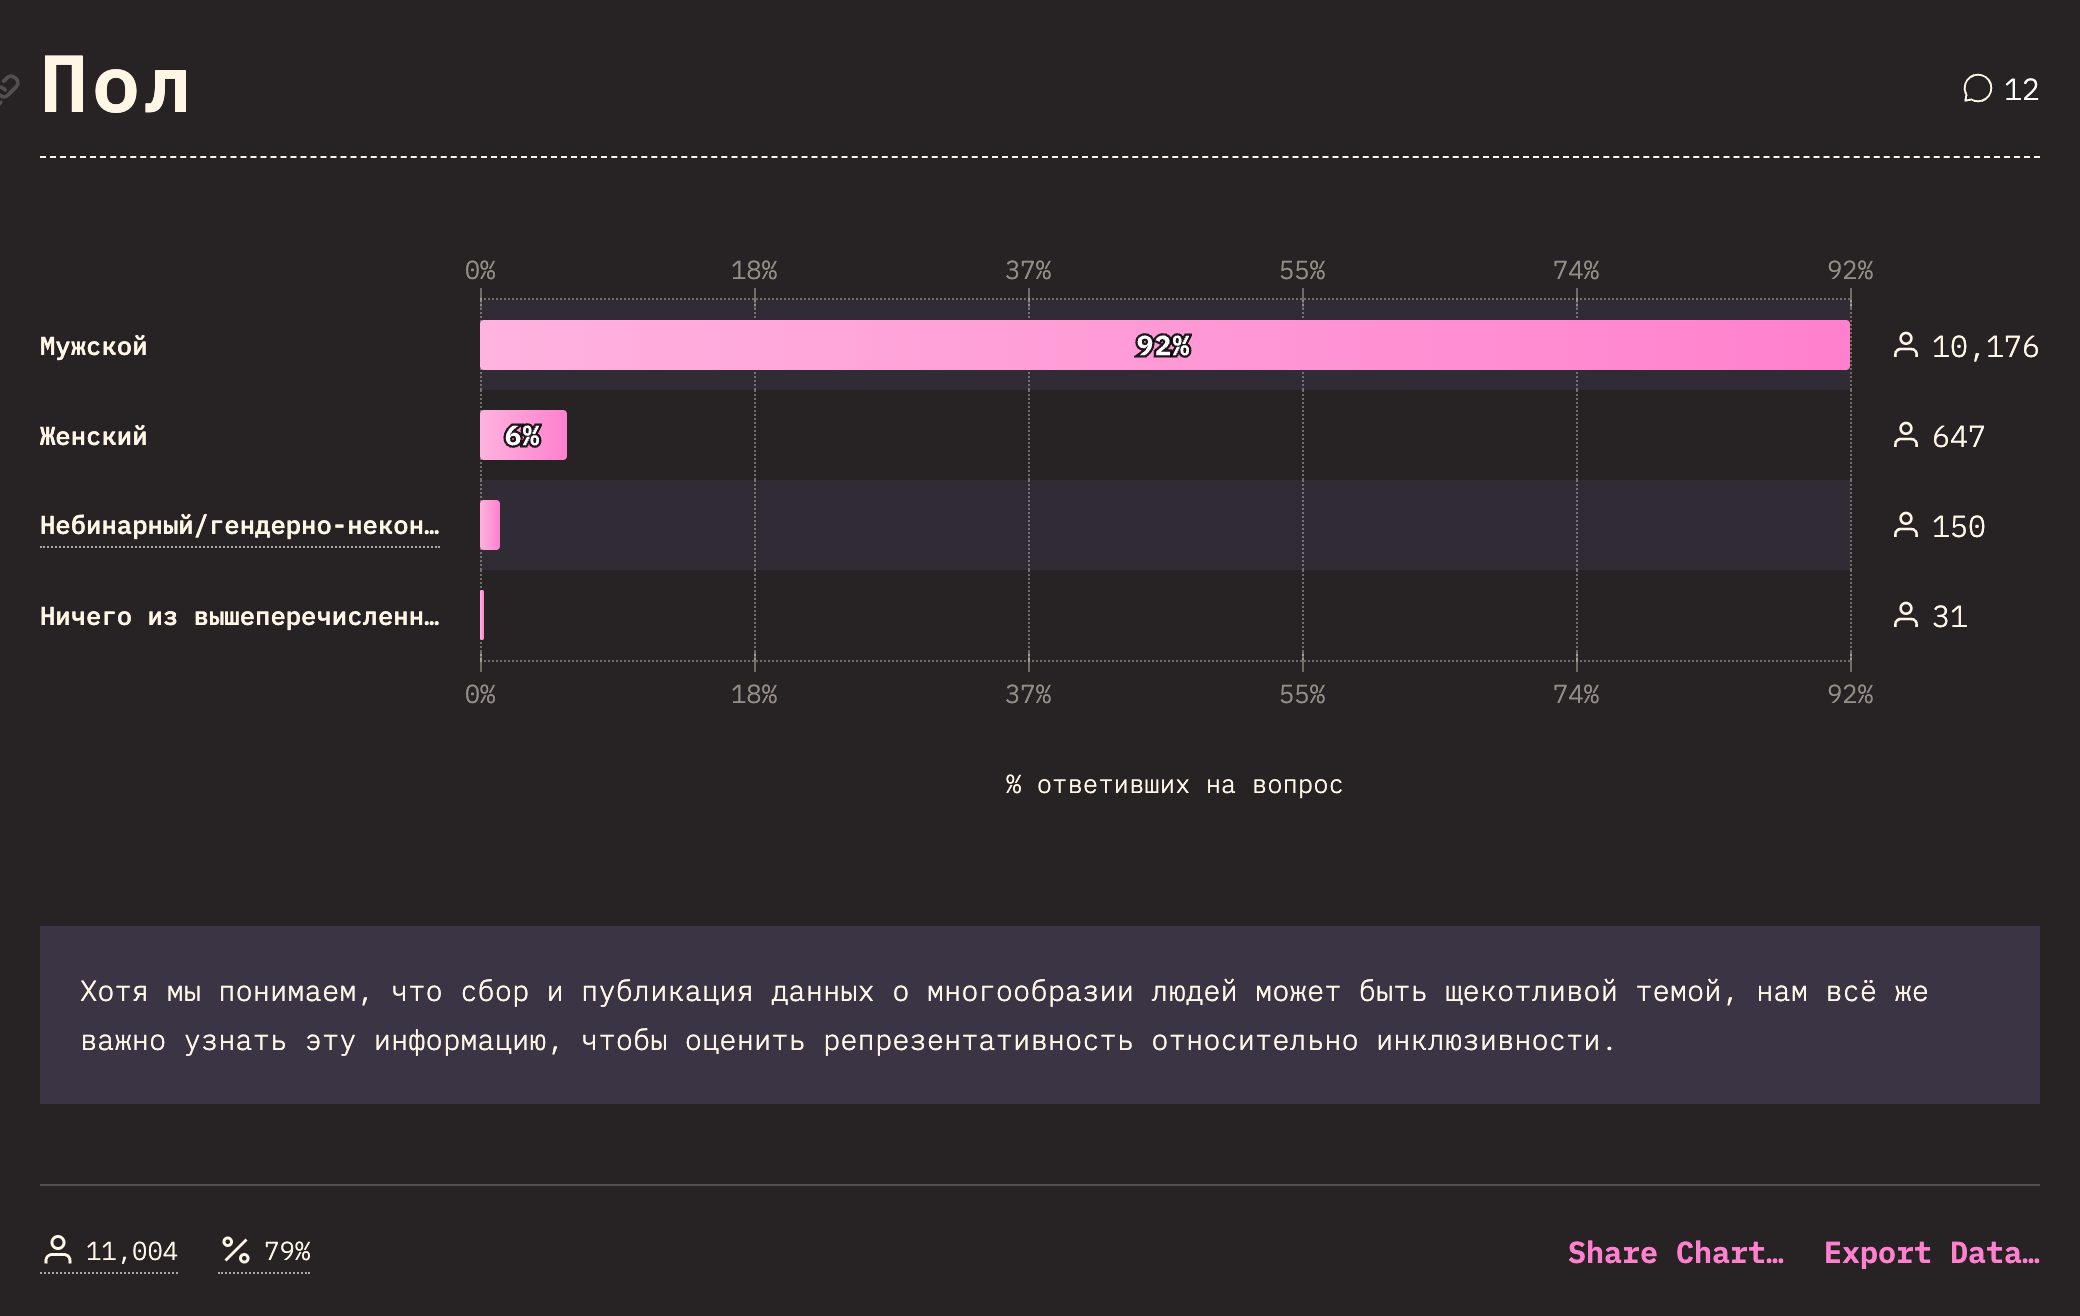 Пол
12
0% 18% 37% 55% 74% 92%
Мужской 92% 10,176
Женский 6% 647
Небинарный/гендерно-некон… 150
Ничего из вышеперечисленн… 31
0% 18% 37% 55% 74% 92%
% ответивших на вопрос
Хотя мы понимаем, что сбор и публикация данных о многообразии людей может быть щекотливой темой, нам всё же
важно узнать эту информацию, чтобы оценить репрезентативность относительно инклюзивности.
11,004 79% Share Chart… Export Data…